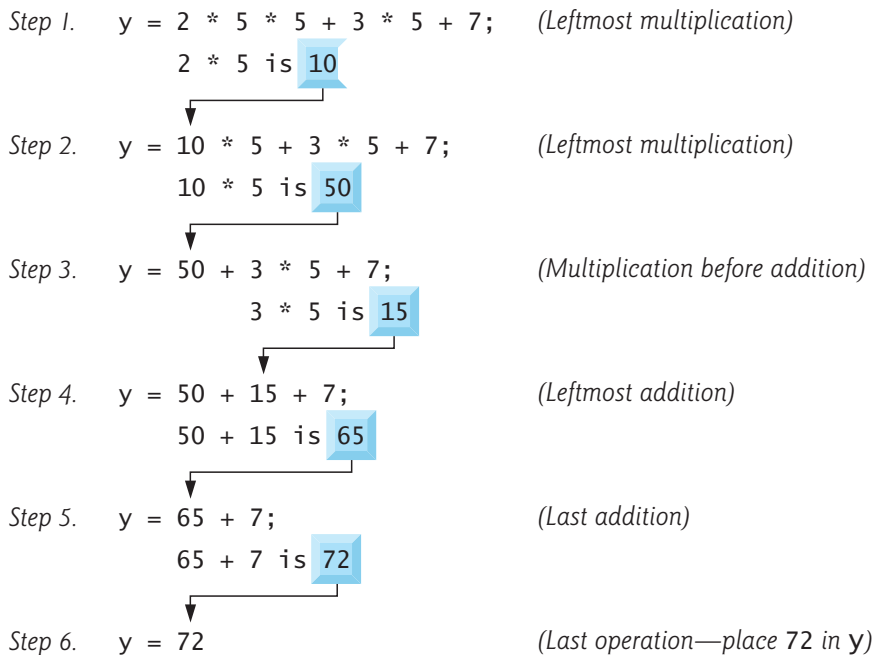 Step 1. y = 2 * 5 * 5 + 3 * 5 + 7; (Leftmost multiplication)
2 * 5 is 10
Step 2. y = 10 * 5 + 3 * 5 + 7; (Leftmost multiplication)
10 * 5 is 50
Step 3. y = 50 + 3 * 5 + 7; (Multiplication before addition)
3 * 5 is 15
Step 4. y = 50 + 15 + 7; (Leftmost addition)
50 + 15 is 65
Step 5. y = 65 + 7; (Last addition)
65 + 7 is 72
Step 6. y = 72 (Last operation—place 72 in y)